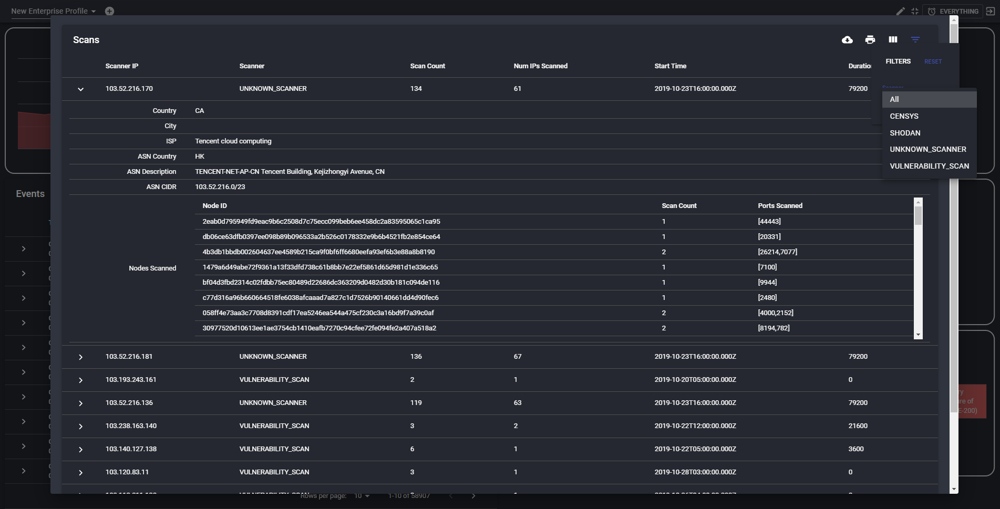 New Enterprise Profile
EVERYTHING
Scans
FILTERS RESET
Scanner
All
CENSYS
SHODAN
UNKNOWN_SCANNER
VULNERABILITY_SCAN
Scanner IP Scanner Scan Count Num IPs Scanned Start Time Duratio
103.52.216.170 UNKNOWN_SCANNER 134 61 2019-10-23T16:00:00.000Z 79200
Country CA
City
ISP Tencent cloud computing
ASN Country HK
ASN Description TENCENT-NET-AP-CN Tencent Building, Kejizhongyi Avenue, CN
ASN CIDR 103.52.216.0/23
Nodes Scanned
Node ID Scan Count Ports Scanned
2eab0d795949fd9eac9b6c2508d7c75ecc099beb6ee458dc2a83595065c1ca95 1 [44443]
db06ce63dfb0397ee098b89b096533a2b526c0178332e9b6b4521fb2e854ce64 1 [20331]
4b3db1bbdb002604637ee4589b215ca9f0bf6ff6680eefa93ef6b3e88a8b8190 2 [26214,7077]
1479a6d49abe72f9361a13f33dfd738c61b8bb7e22ef5861d65d981d1e336c65 1 [7100]
bf04d3fbd2314c02fdbb75ec80489d22686dc363209d0482d30b181c094de116 1 [9944]
c77d316a96b660664518fe6038afcaaad7a827c1d7526b90140661dd4d90fec6 1 [2480]
058ff4e73aa3c7708d8391cdf17ea5246ea544a475cf230c3a16bd9f7a39c0af 2 [4000,2152]
30977520d10613ee1ae3754cb1410eafb7270c94cfee72fe094fe2a407a518a2 2 [8194,782]
103.52.216.181 UNKNOWN_SCANNER 136 67 2019-10-23T16:00:00.000Z 79200
103.193.243.161 VULNERABILITY_SCAN 2 1 2019-10-20T05:00:00.000Z 0
103.52.216.136 UNKNOWN_SCANNER 119 63 2019-10-23T16:00:00.000Z 79200
103.238.163.140 VULNERABILITY_SCAN 3 2 2019-10-22T12:00:00.000Z 21600
103.140.127.138 VULNERABILITY_SCAN 6 1 2019-10-22T05:00:00.000Z 3600
103.120.83.11 VULNERABILITY_SCAN 3 1 2019-10-28T03:00:00.000Z 0
Events
ry
ire of
E-200)
Rows per page: 10 1-10 of 58907